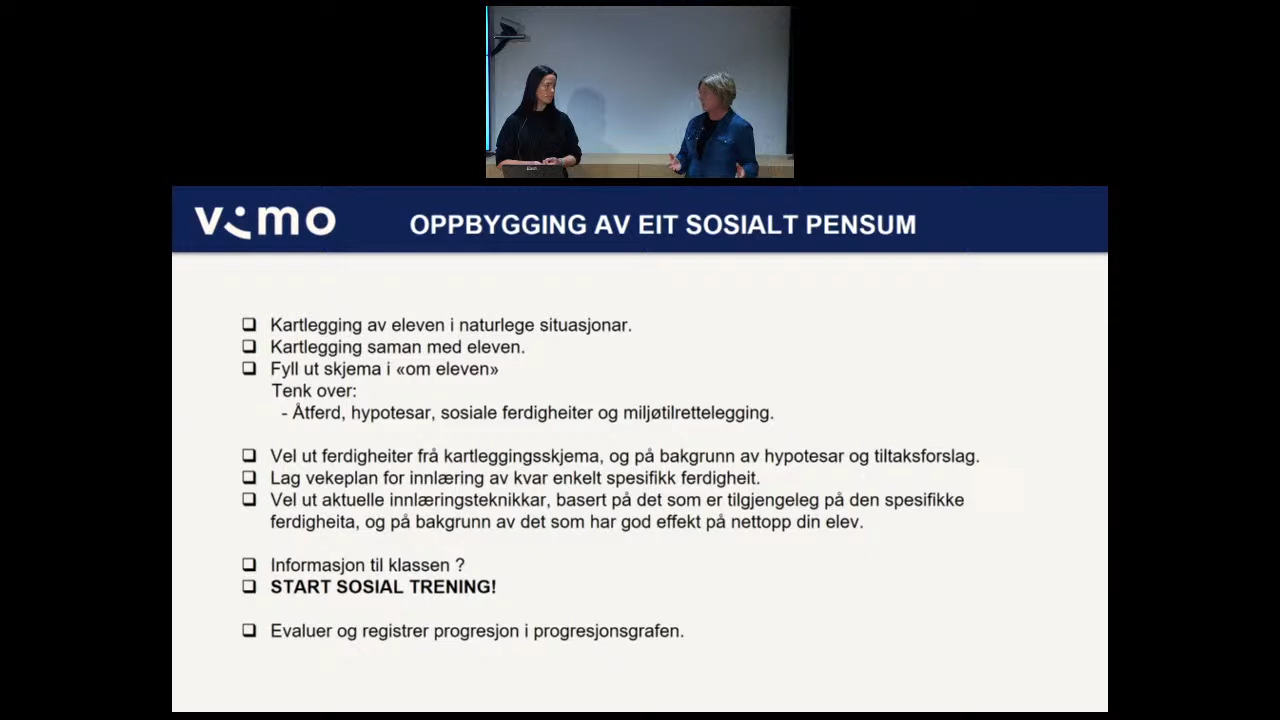 vimo
OPPBYGGING AV EIT SOSIALT PENSUM
Kartlegging av eleven i naturlege situasjonar.
Kartlegging saman med eleven.
Fyll ut skjema i «om eleven»
Tenk over:
- Åtferd, hypotesar, sosiale ferdigheiter og miljøtilrettelegging.
Vel ut ferdigheiter frå kartleggingsskjema, og på bakgrunn av hypotesar og tiltaksforslag.
Lag vekeplan for innlæring av kvar enkelt spesifikk ferdigheit.
Vel ut aktuelle innlæringsteknikkar, basert på det som er tilgjengeleg på den spesifikke
ferdigheita, og på bakgrunn av det som har god effekt på nettopp din elev.
Informasjon til klassen ?
START SOSIAL TRENING!
Evaluer og registrer progresjon i progresjonsgrafen.